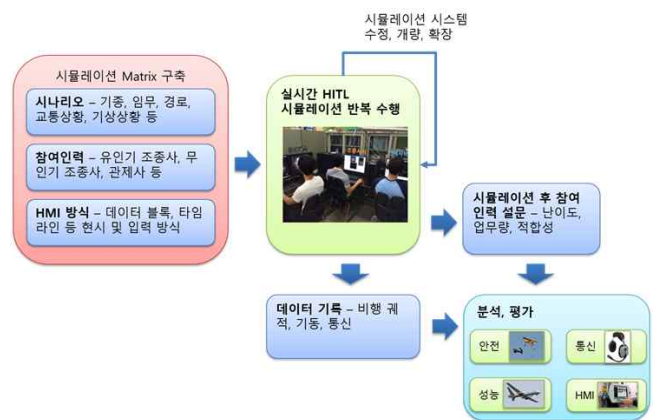 시뮬레이션 시스템
수정, 개량, 확장
시뮬레이션 Matrix 구축
시나리오 – 기종, 임무, 경로,
교통상황, 기상상황 등
참여인력 – 유인기 조종사, 무
인기 조종사, 관제사 등
HMI 방식 – 데이터 블록, 타임
라인 등 현시 및 입력 방식
실시간 HITL
시뮬레이션 반복 수행
시뮬레이션 후 참여
인력 설문 – 난이도,
업무량, 적합성
데이터 기록 – 비행 궤
적, 기동, 통신
분석, 평가
안전
통신
성능
HMI